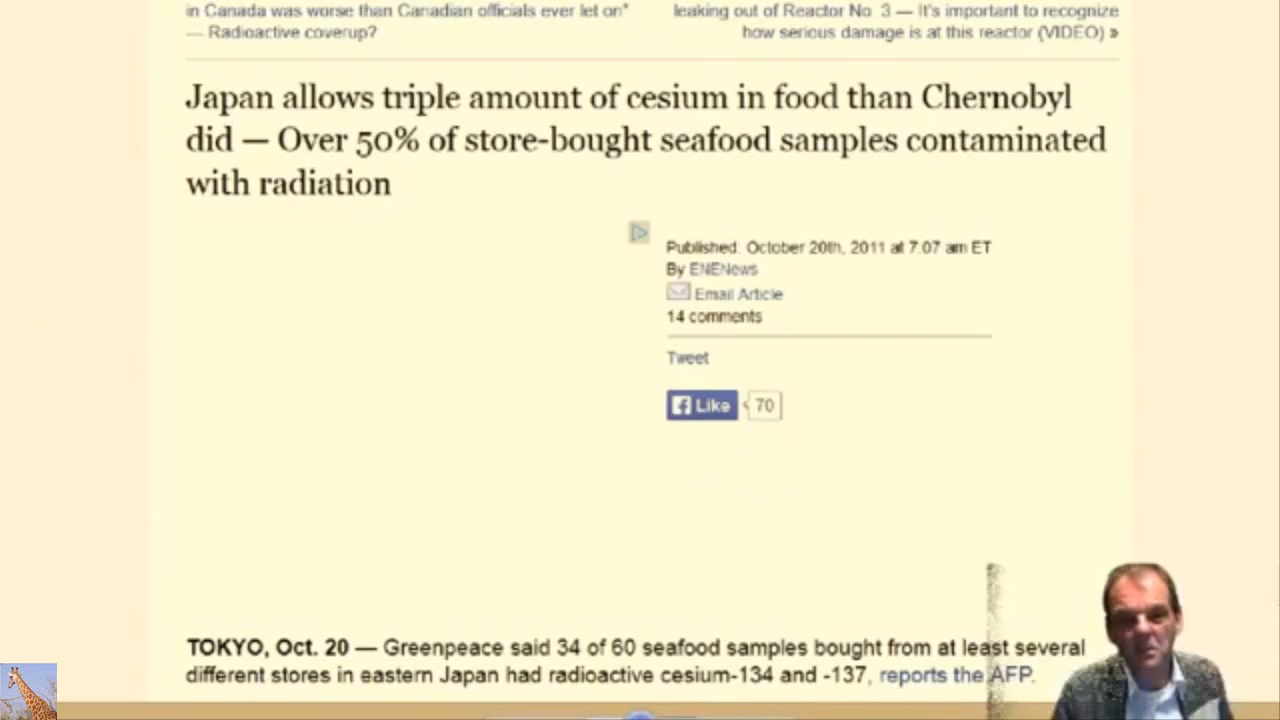 in Canada was worse than Canadian officials ever let on"
— Radioactive coverup?
leaking out of Reactor No. 3 — It's important to recognize
how serious damage is at this reactor (VIDEO) »
Japan allows triple amount of cesium in food than Chernobyl
did — Over 50% of store-bought seafood samples contaminated
with radiation
Published: October 20th, 2011 at 7:07 am ET
By ENENews
Email Article
14 comments
Tweet
Like 70
TOKYO, Oct. 20 — Greenpeace said 34 of 60 seafood samples bought from at least several
different stores in eastern Japan had radioactive cesium-134 and -137, reports the AFP.